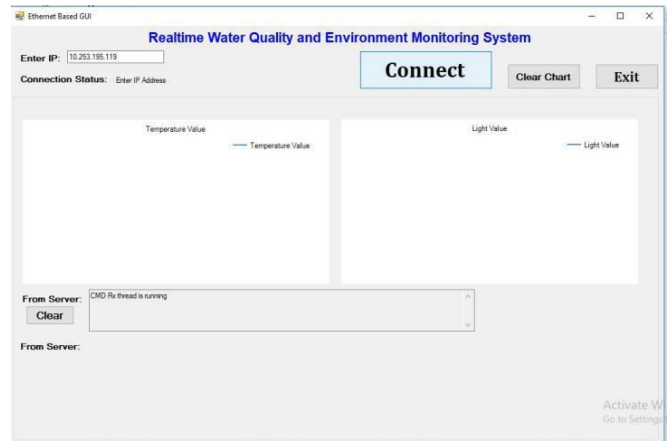 Ethernet Based GUI
Realtime Water Quality and Environment Monitoring System
Enter IP: 10.253.195.119
Connect
Clear Chart
Exit
Connection Status: Enter IP Address
Temperature Value
Temperature Value
Light Value
Light Value
From Server: CMD Rx thread is running
Clear
From Server:
Activate W
Go to Settings